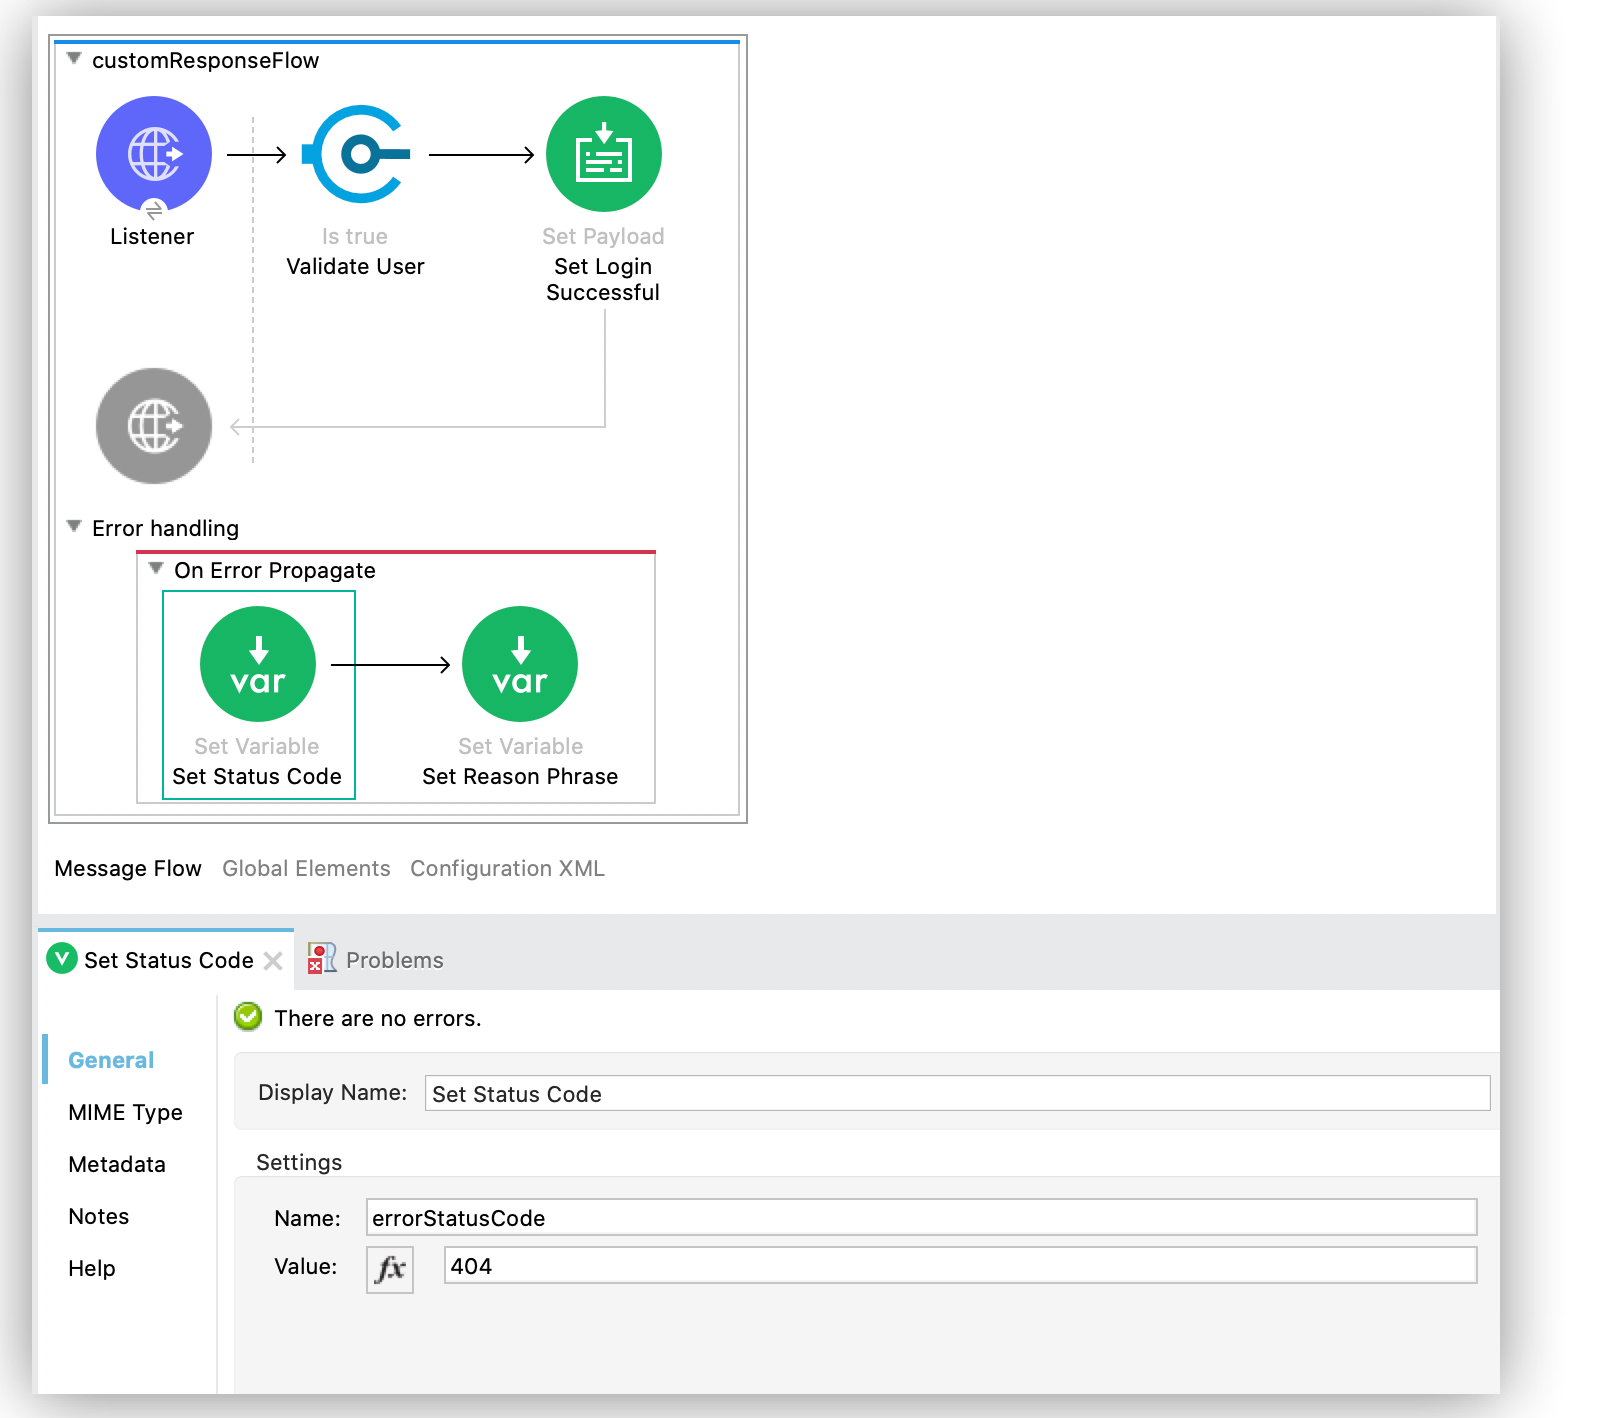 customResponseFlow
Listener
Is true
Validate User
Set Payload
Set Login
Successful
Error handling
On Error Propagate
var
Set Variable
Set Status Code
var
Set Variable
Set Reason Phrase
Message Flow Global Elements Configuration XML
V Set Status Code Problems
There are no errors.
General
MIME Type
Metadata
Notes
Help
Display Name: Set Status Code
Settings
Name: errorStatusCode
Value: fx 404